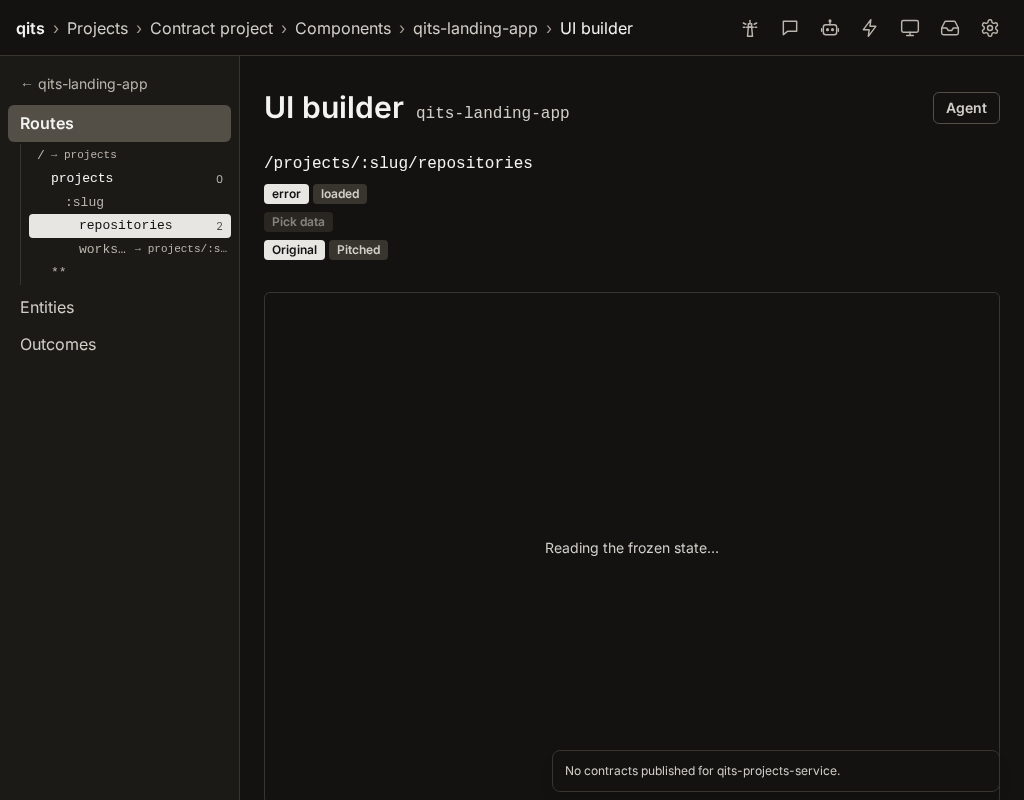 qits › Projects › Contract project › Components › qits-landing-app › UI builder
← qits-landing-app
Routes
/ → projects
projects 0
:slug
repositories 2
works… → projects/:s…
**
Entities
Outcomes
UI builder qits-landing-app
Agent
/projects/:slug/repositories
error loaded
Pick data
Original Pitched
Reading the frozen state…
No contracts published for qits-projects-service.